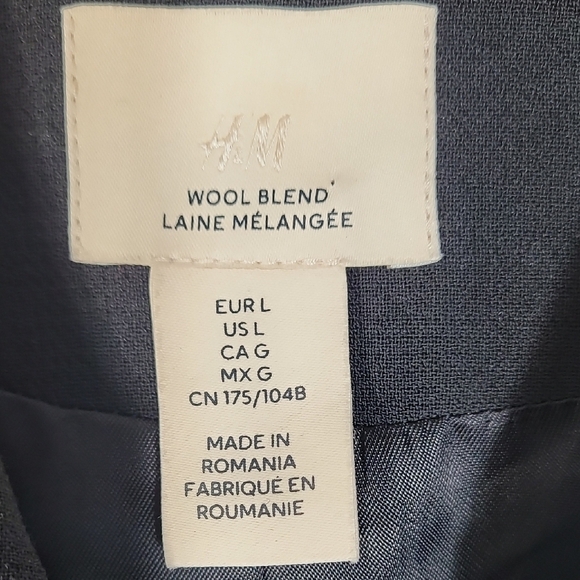 H&M
WOOL BLEND
LAINE MÉLANGÉE
EUR L
US L
CA G
MX G
CN 175/104B
MADE IN
ROMANIA
FABRIQUÉ EN
ROUMANIE